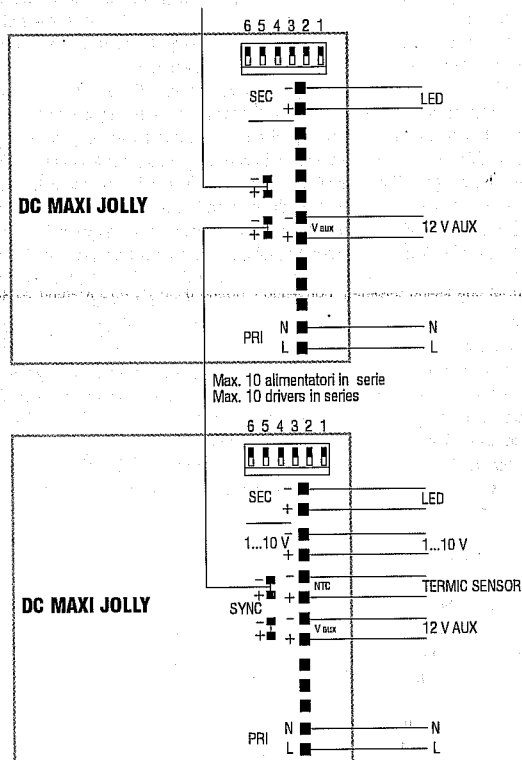 6 5 4 3 2 1
SEC - LED
+
-
+
DC MAXI JOLLY
-
+
- V aux 12 V AUX
+
PRI N N
L L
Max. 10 alimentatori in serie
Max. 10 drivers in series
6 5 4 3 2 1
SEC - LED
+
1...10 V - 1...10 V
+
- - NTC TERMIC SENSOR
+ +
SYNC
DC MAXI JOLLY
- - V aux 12 V AUX
+ +
PRI N N
L L